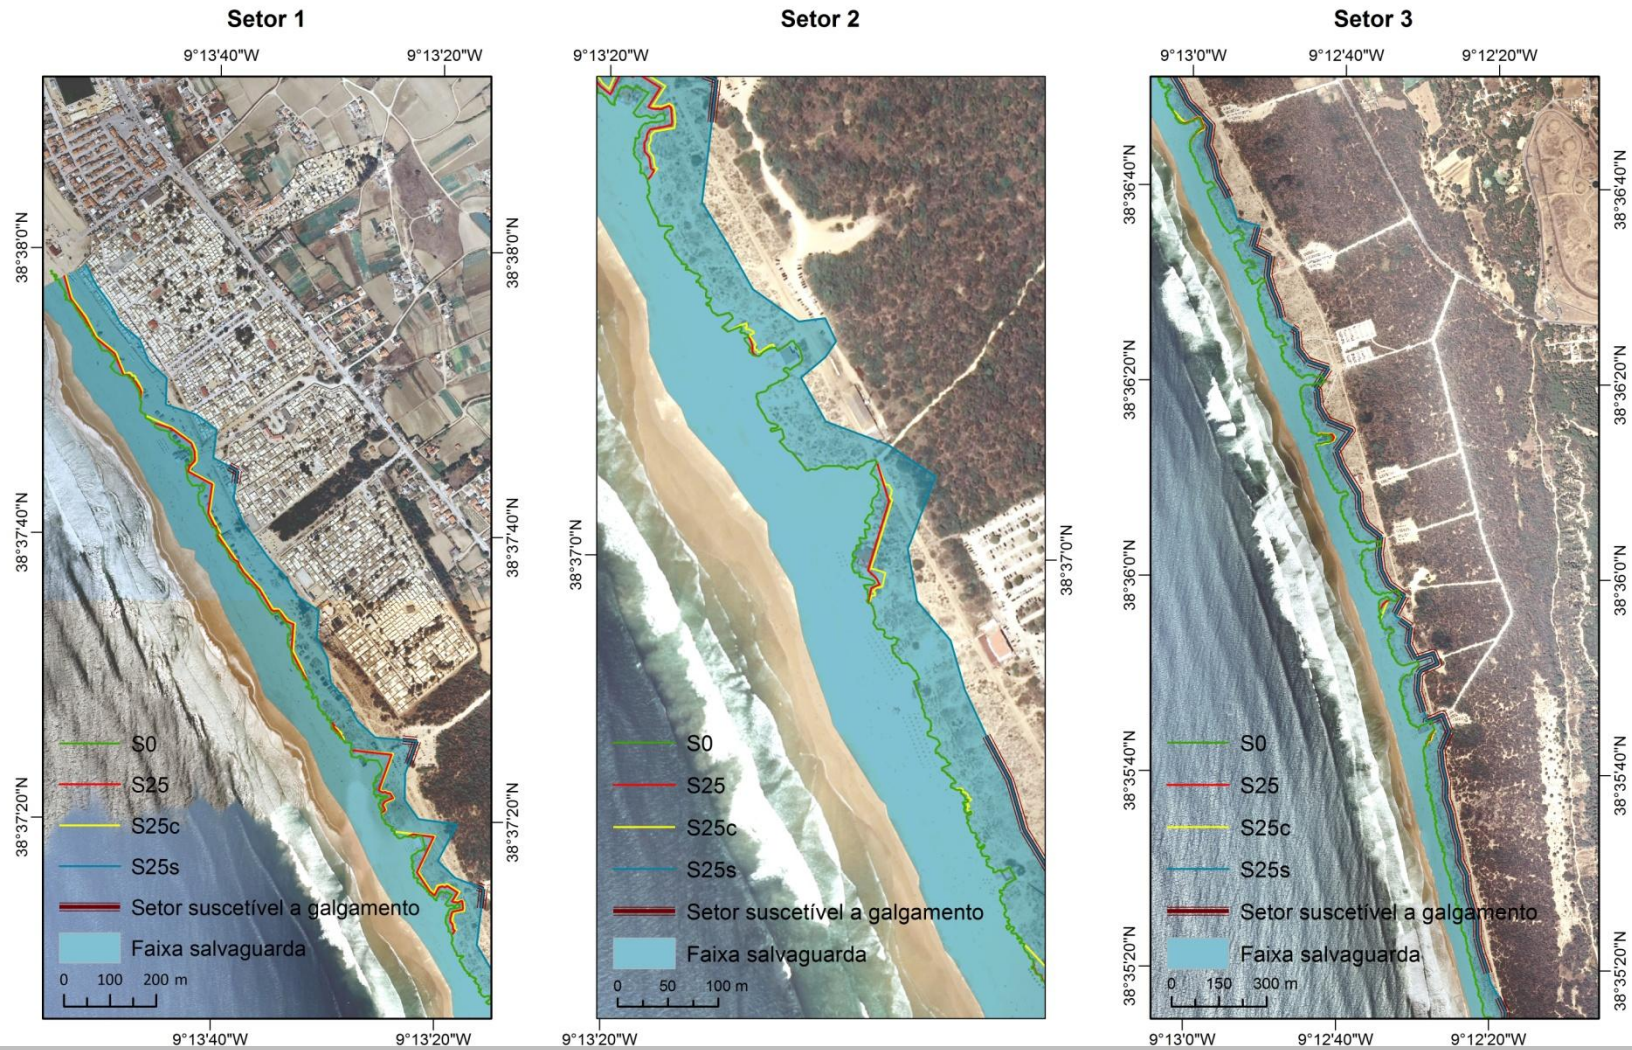 Setor 1
9°13'40"W
9°13'20"W
38°38'0"N
38°38'0"N
38°37'40"N
38°37'40"N
38°37'20"N
38°37'20"N
S0
S25
S25c
S25s
Setor suscetível a galgamento
Faixa salvaguarda
0 100 200 m
9°13'40"W
9°13'20"W
Setor 2
9°13'20"W
38°37'0"N
38°37'0"N
S0
S25
S25c
S25s
Setor suscetível a galgamento
Faixa salvaguarda
0 50 100 m
9°13'20"W
Setor 3
9°13'0"W
9°12'40"W
9°12'20"W
38°36'40"N
38°36'40"N
38°36'20"N
38°36'20"N
38°36'0"N
38°36'0"N
38°35'40"N
38°35'40"N
38°35'20"N
38°35'20"N
S0
S25
S25c
S25s
Setor suscetível a galgamento
Faixa salvaguarda
0 150 300 m
9°13'0"W
9°12'40"W
9°12'20"W